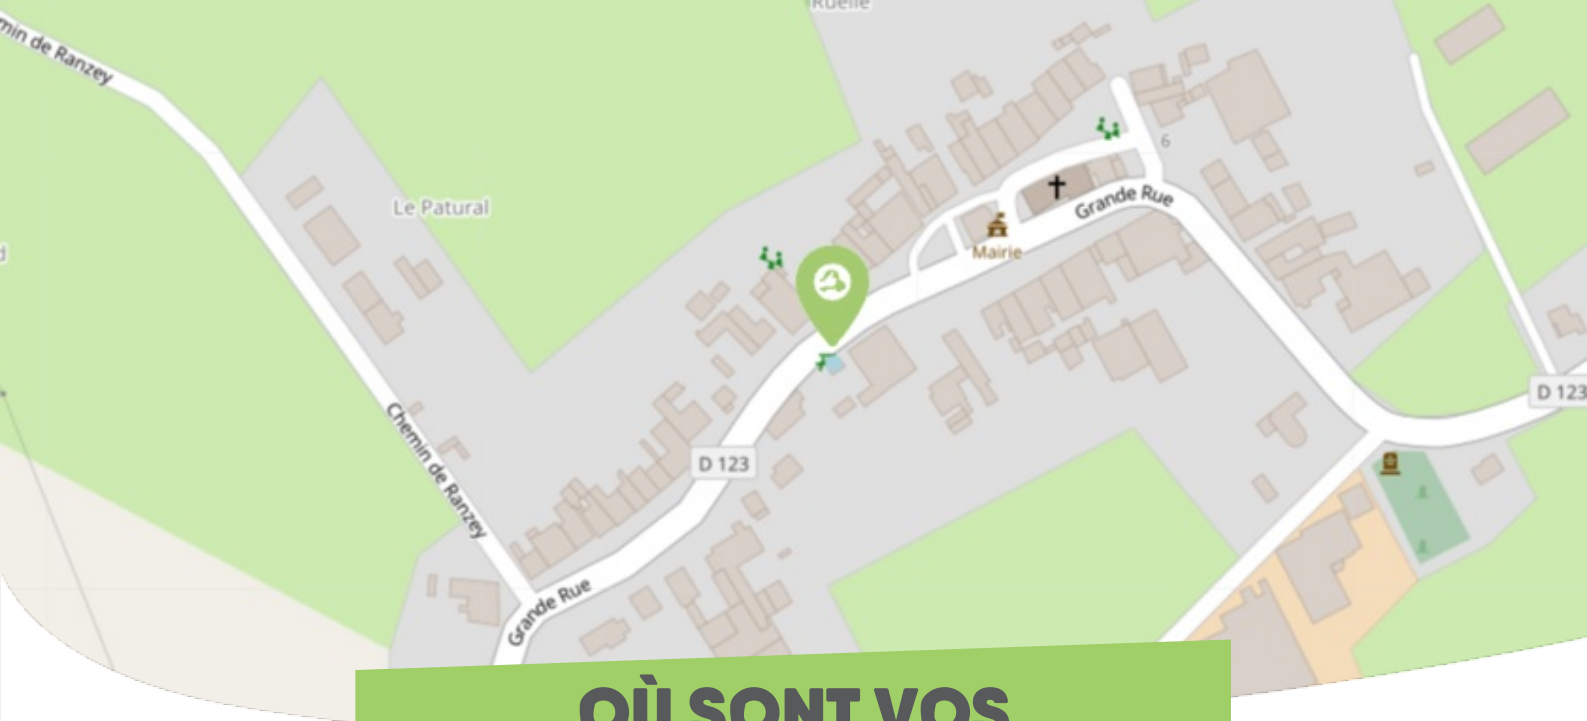 Ruelle
min de Ranzey
Le Patural
6
Grande Rue
Mairie
D 123
Chemin de Ranzey
D 123
Grande Rue
OÙ SONT VOS